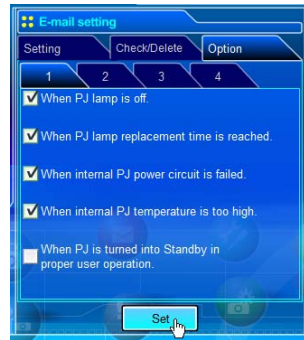 E-mail setting
Setting Check/Delete Option
1 2 3 4
When PJ lamp is off.
When PJ lamp replacement time is reached.
When internal PJ power circuit is failed.
When internal PJ temperature is too high.
When PJ is turned into Standby in
proper user operation.
Set